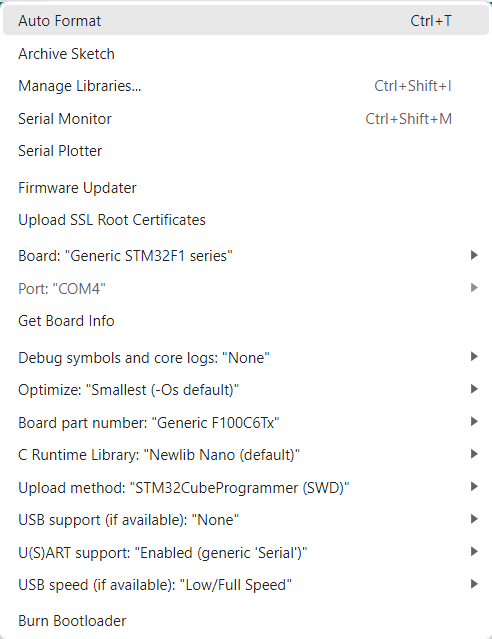 Auto Format Ctrl+T
Archive Sketch
Manage Libraries... Ctrl+Shift+I
Serial Monitor Ctrl+Shift+M
Serial Plotter
Firmware Updater
Upload SSL Root Certificates
Board: "Generic STM32F1 series"
Port: "COM4"
Get Board Info
Debug symbols and core logs: "None"
Optimize: "Smallest (-Os default)"
Board part number: "Generic F100C6Tx"
C Runtime Library: "Newlib Nano (default)"
Upload method: "STM32CubeProgrammer (SWD)"
USB support (if available): "None"
U(S)ART support: "Enabled (generic 'Serial')"
USB speed (if available): "Low/Full Speed"
Burn Bootloader